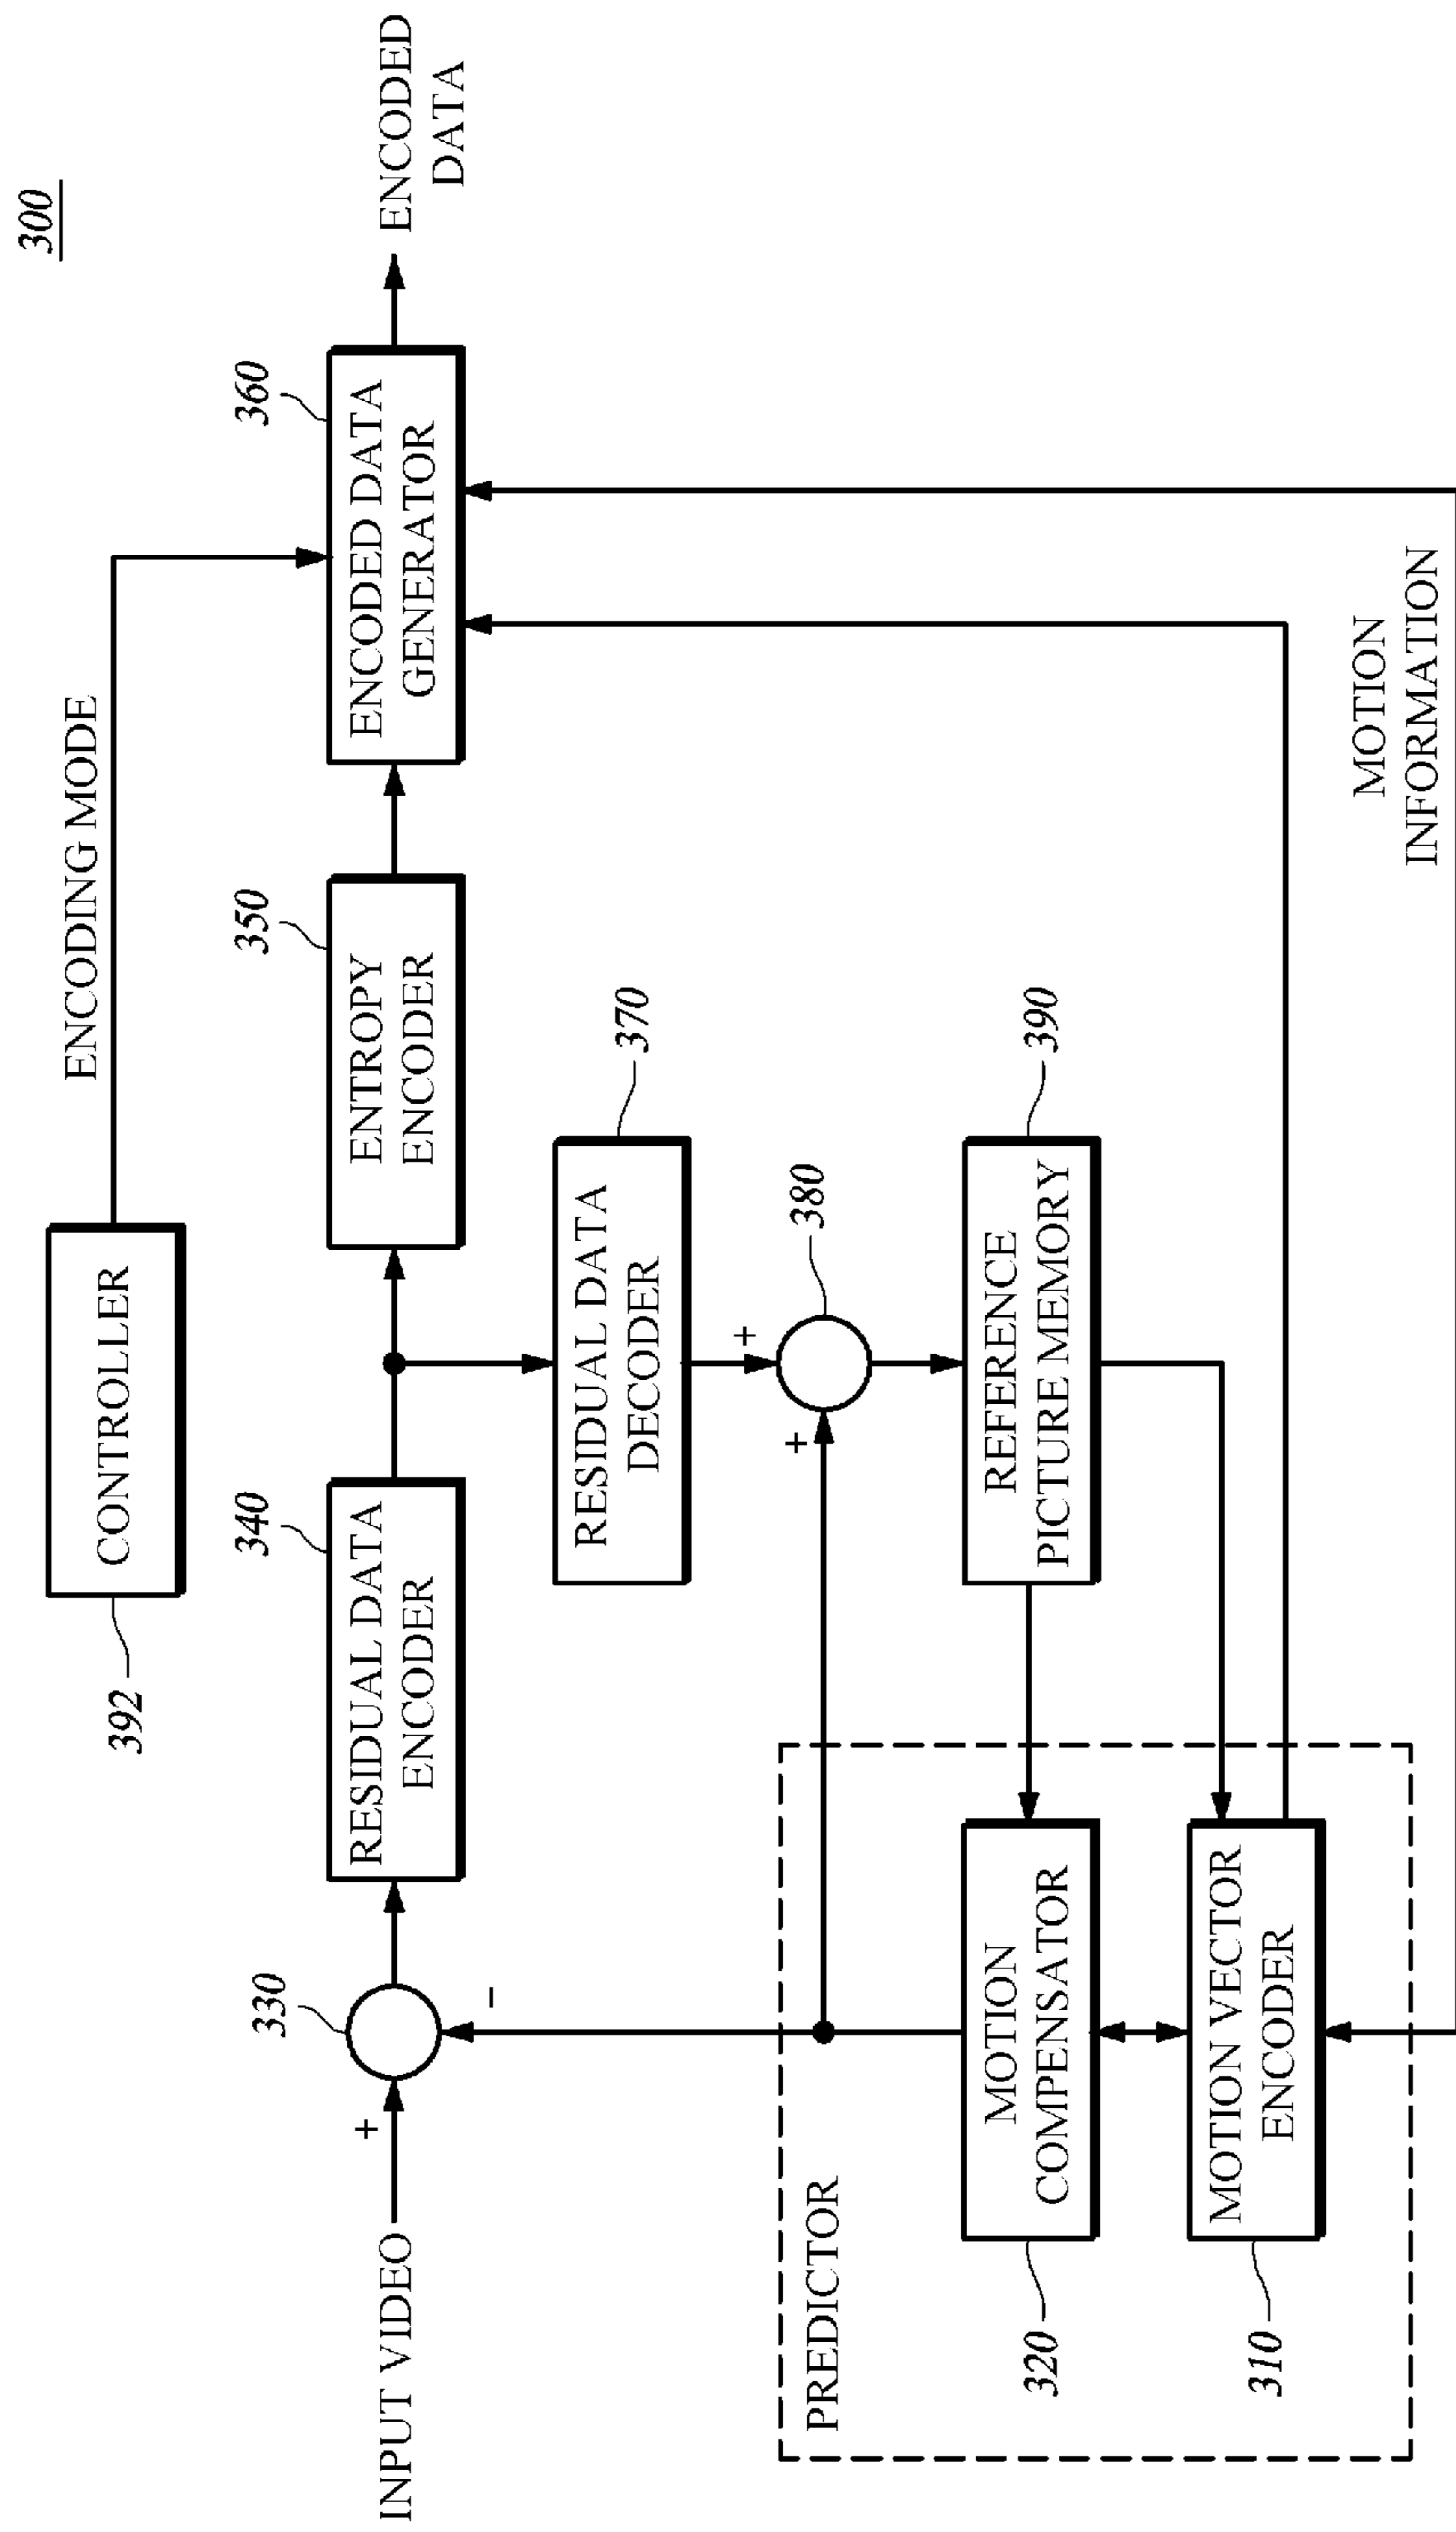 300
392
CONTROLLER
ENCODING MODE
330
340
350
360
INPUT VIDEO
+
RESIDUAL DATA
ENCODER
ENTROPY
ENCODER
ENCODED DATA
GENERATOR
ENCODED
DATA
-
RESIDUAL DATA
DECODER
370
+
+
380
PREDICTOR
320
MOTION
COMPENSATOR
REFERENCE
PICTURE MEMORY
390
310
MOTION VECTOR
ENCODER
MOTION
INFORMATION